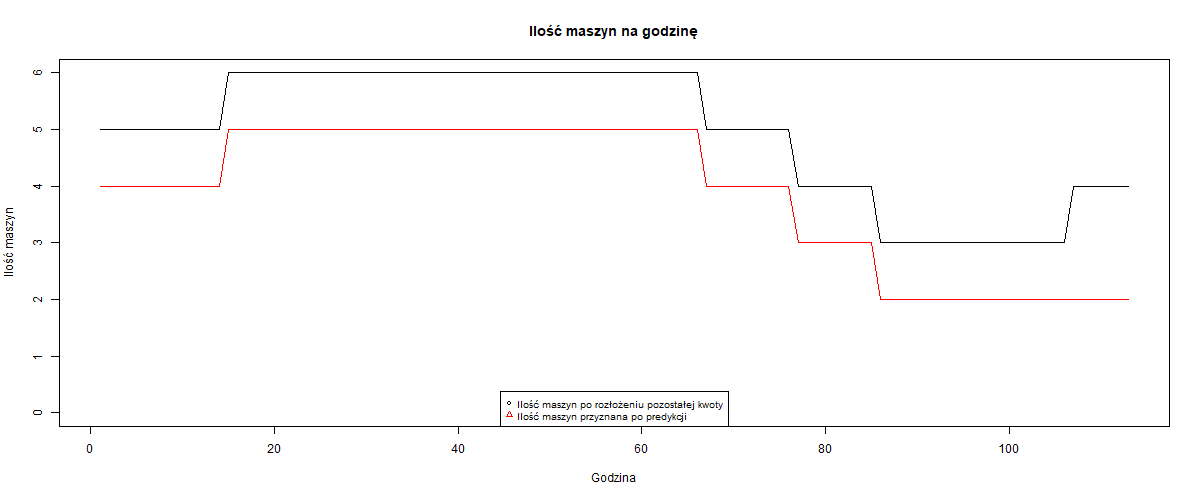 Ilość maszyn na godzinę
Ilość maszyn
6
5
4
3
2
1
0
Ilość maszyn po rozłożeniu pozostałej kwoty
Ilość maszyn przyznana po predykcji
0 20 40 60 80 100
Godzina